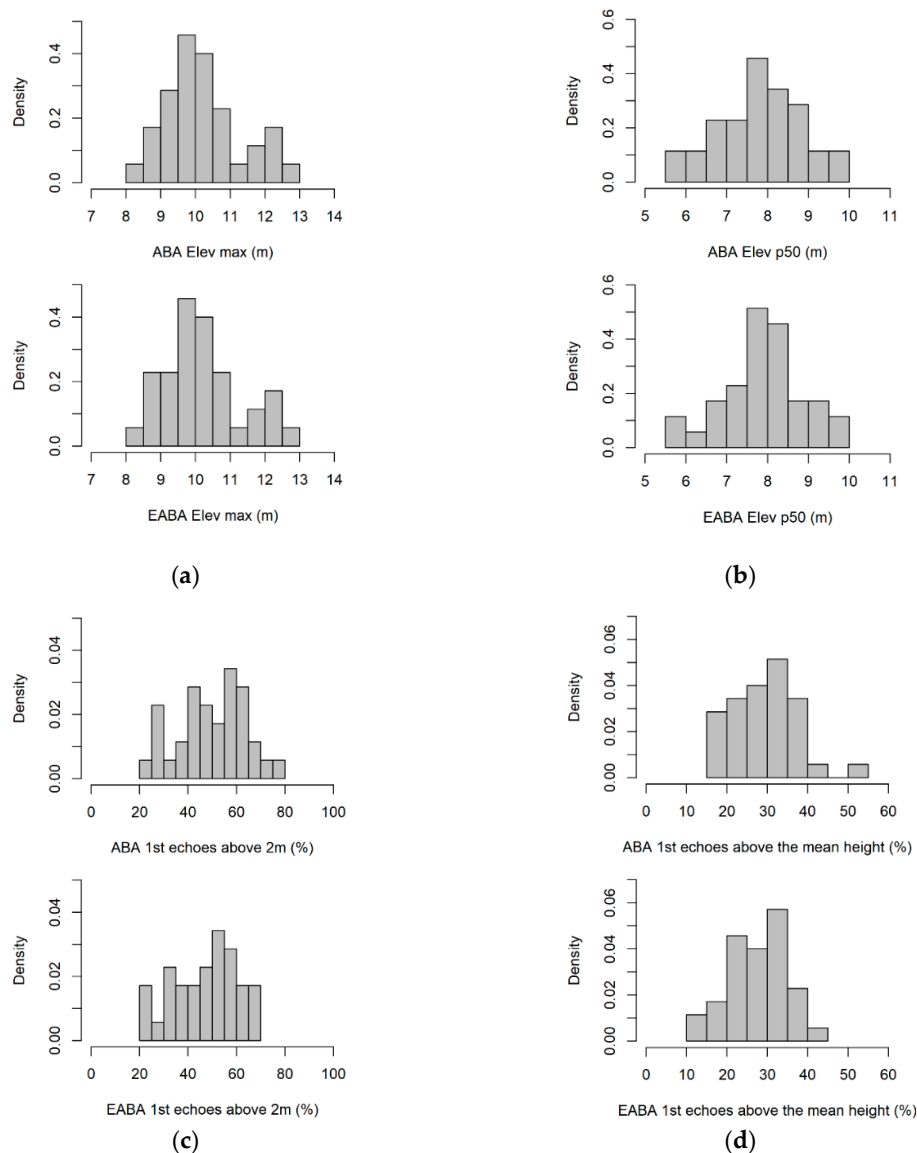 Density
0.0 0.2 0.4
7 8 9 10 11 12 13 14
ABA Elev max (m)
Density
0.0 0.2 0.4 0.6
5 6 7 8 9 10 11
ABA Elev p50 (m)
Density
0.0 0.2 0.4
7 8 9 10 11 12 13 14
EABA Elev max (m)
Density
0.0 0.2 0.4 0.6
5 6 7 8 9 10 11
EABA Elev p50 (m)
(a)
(b)
Density
0.00 0.02 0.04
0 20 40 60 80 100
ABA 1st echoes above 2m (%)
Density
0.00 0.02 0.04 0.06
0 10 20 30 40 50 60
ABA 1st echoes above the mean height (%)
Density
0.00 0.02 0.04
0 20 40 60 80 100
EABA 1st echoes above 2m (%)
Density
0.00 0.02 0.04 0.06
0 10 20 30 40 50 60
EABA 1st echoes above the mean height (%)
(c)
(d)